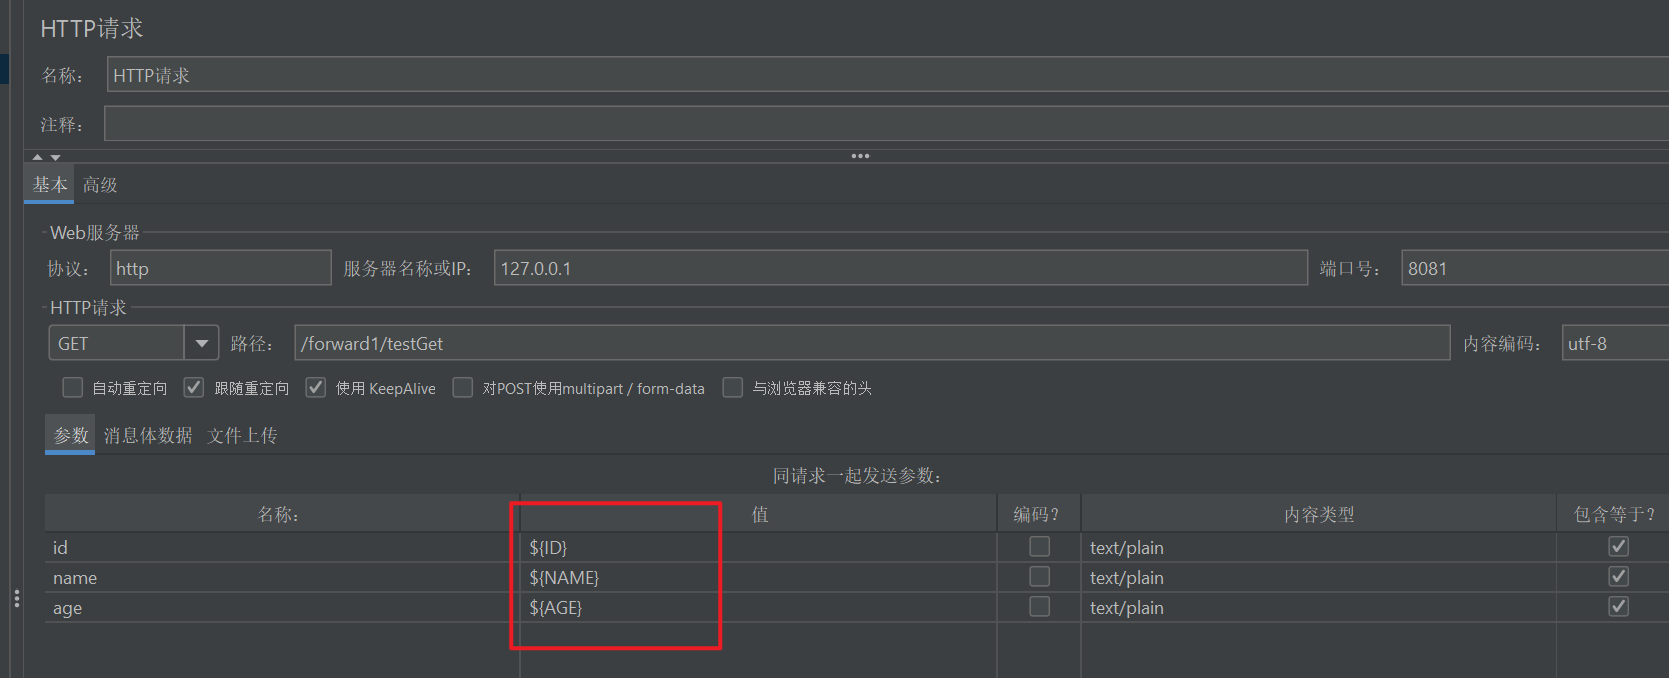 HTTP请求
名称： HTTP请求
注释：
基本 高级
Web服务器
协议： http 服务器名称或IP： 127.0.0.1 端口号： 8081
HTTP请求
GET 路径： /forward1/testGet 内容编码： utf-8
自动重定向 跟随重定向 使用 KeepAlive 对POST使用multipart / form-data 与浏览器兼容的头
参数 消息体数据 文件上传
同请求一起发送参数：
名称： 值 编码？ 内容类型 包含等于？
id ${ID} text/plain
name ${NAME} text/plain
age ${AGE} text/plain